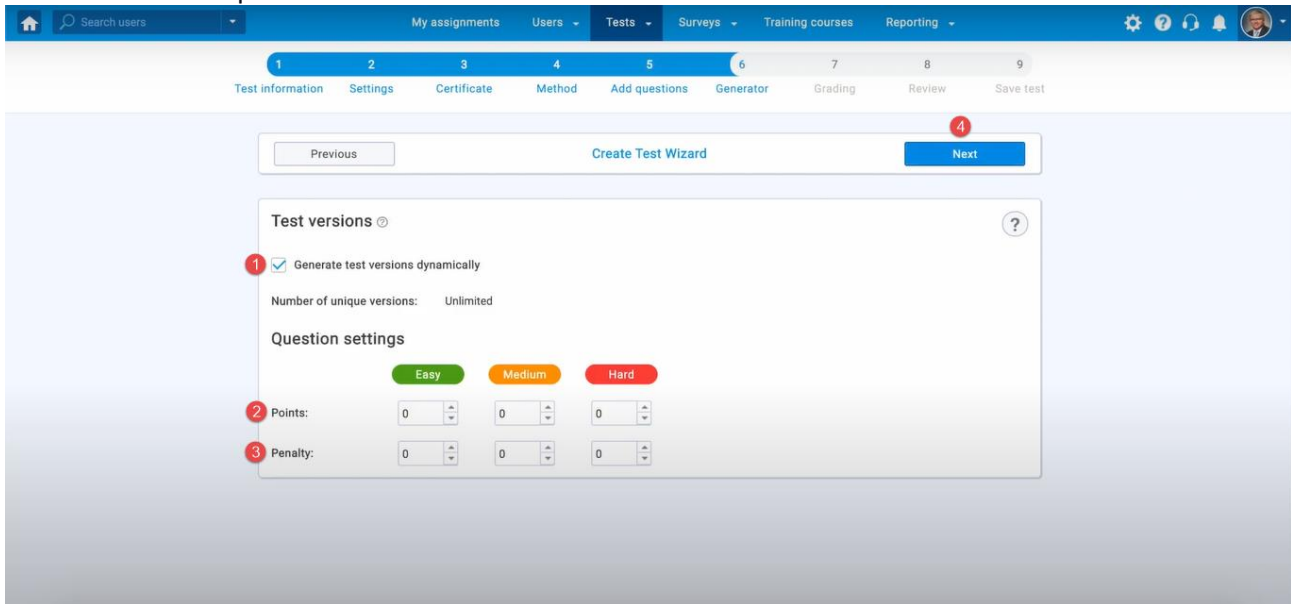 Search users My assignments Users Tests Surveys Training courses Reporting
1 2 3 4 5 6 7 8 9
Test information Settings Certificate Method Add questions Generator Grading Review Save test
4
Previous Create Test Wizard Next
Test versions ? ?
1 Generate test versions dynamically
Number of unique versions: Unlimited
Question settings
Easy Medium Hard
2 Points: 0 0 0
3 Penalty: 0 0 0